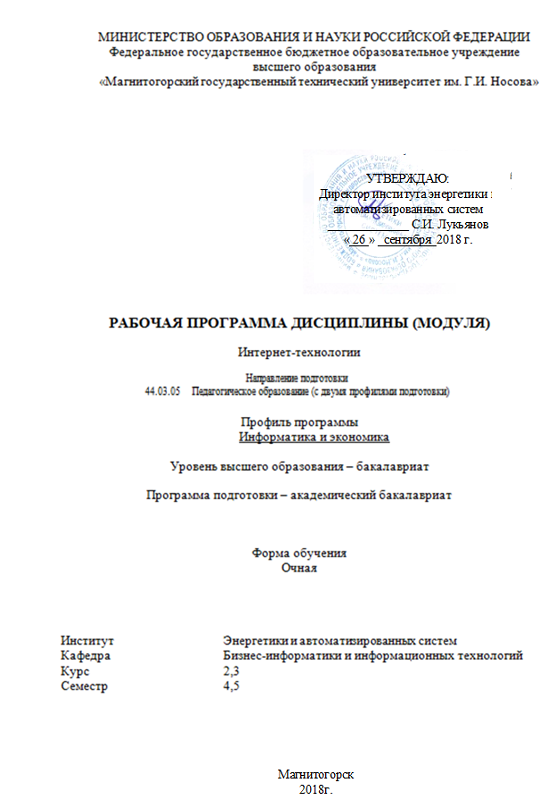 МИНИСТЕРСТВО ОБРАЗОВАНИЯ И НАУКИ РОССИЙСКОЙ ФЕДЕРАЦИИ
Федеральное государственное бюджетное образовательное учреждение
высшего образования
«Магнитогорский государственный технический университет им. Г.И. Носова»
УТВЕРЖДАЮ:
Директор института энергетики
автоматизированных систем
С.И. Лукьянов
« 26 » сентября 2018 г.
РАБОЧАЯ ПРОГРАММА ДИСЦИПЛИНЫ (МОДУЛЯ)
Интернет-технологии
Направление подготовки
44.03.05 Педагогическое образование (с двумя профилями подготовки)
Профиль программы
Информатика и экономика
Уровень высшего образования – бакалавриат
Программа подготовки – академический бакалавриат
Форма обучения
Очная
Институт Энергетики и автоматизированных систем
Кафедра Бизнес-информатики и информационных технологий
Курс 2,3
Семестр 4,5
Магнитогорск
2018г.